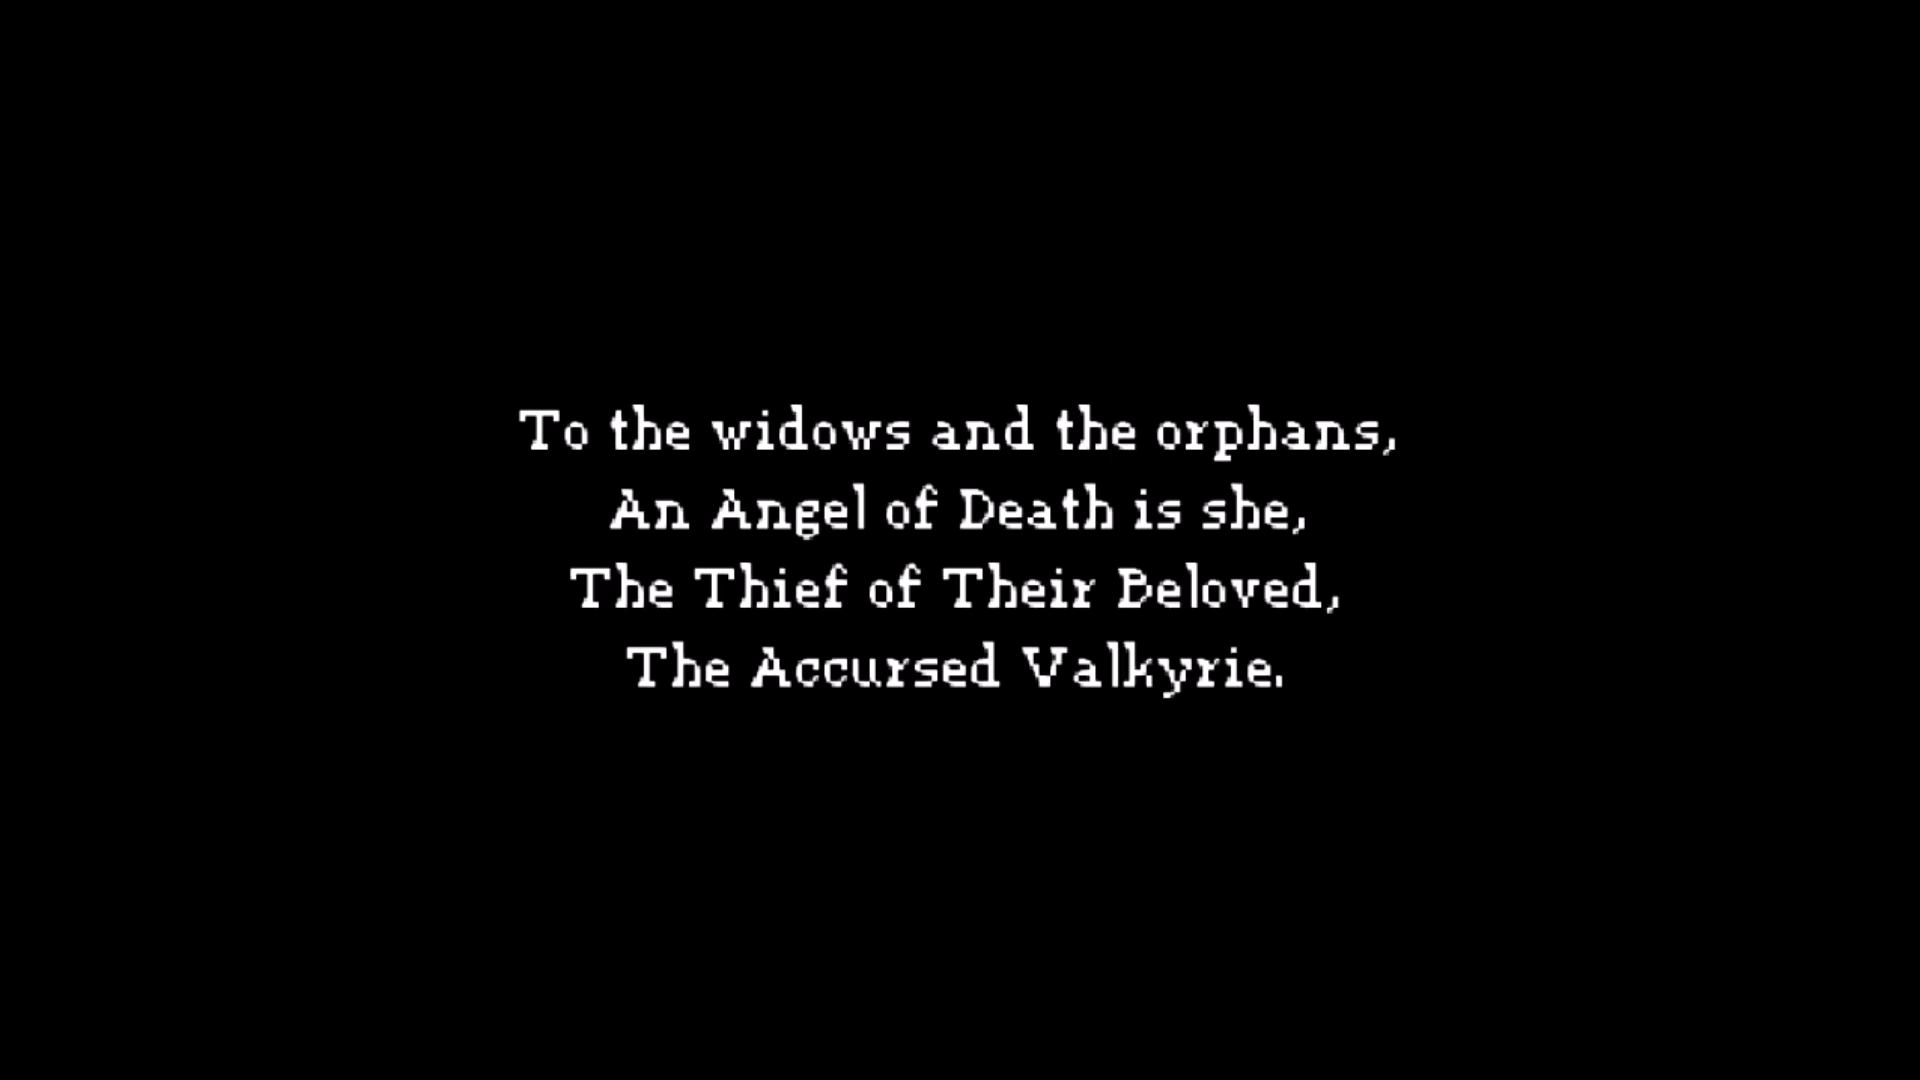 To the widows and the orphans,
An Angel of Death is she,
The Thief of Their Beloved,
The Accursed Valkyrie.